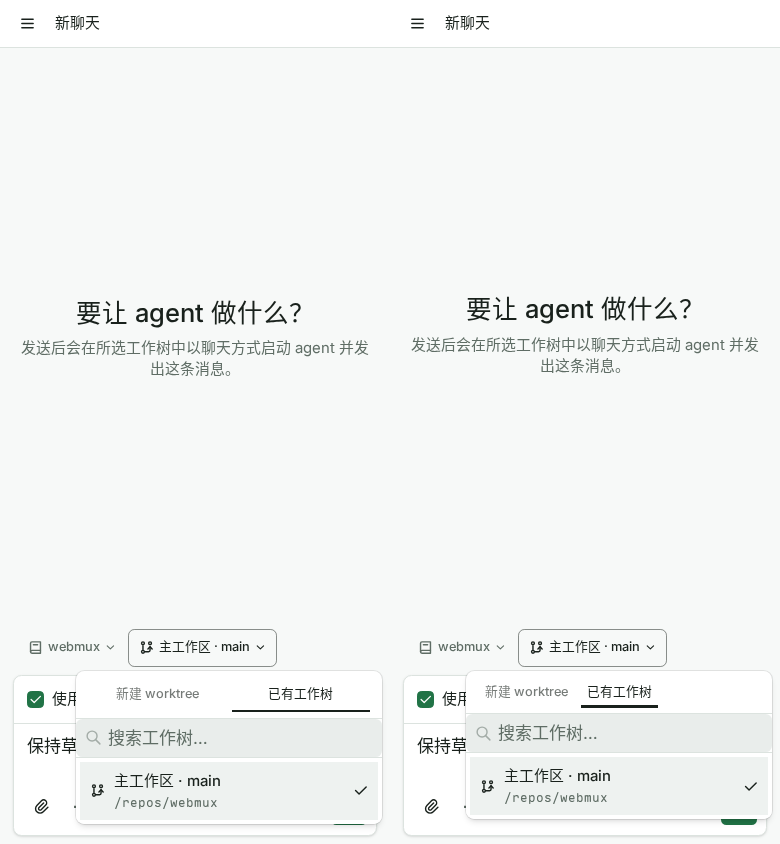 新聊天
要让 agent 做什么？
发送后会在所选工作树中以聊天方式启动 agent 并发
出这条消息。
webmux
主工作区 · main
使用
新建 worktree
已有工作树
搜索工作树...
保持草
主工作区 · main
/repos/webmux
新聊天
要让 agent 做什么？
发送后会在所选工作树中以聊天方式启动 agent 并发
出这条消息。
webmux
主工作区 · main
使用
新建 worktree
已有工作树
搜索工作树...
保持草
主工作区 · main
/repos/webmux